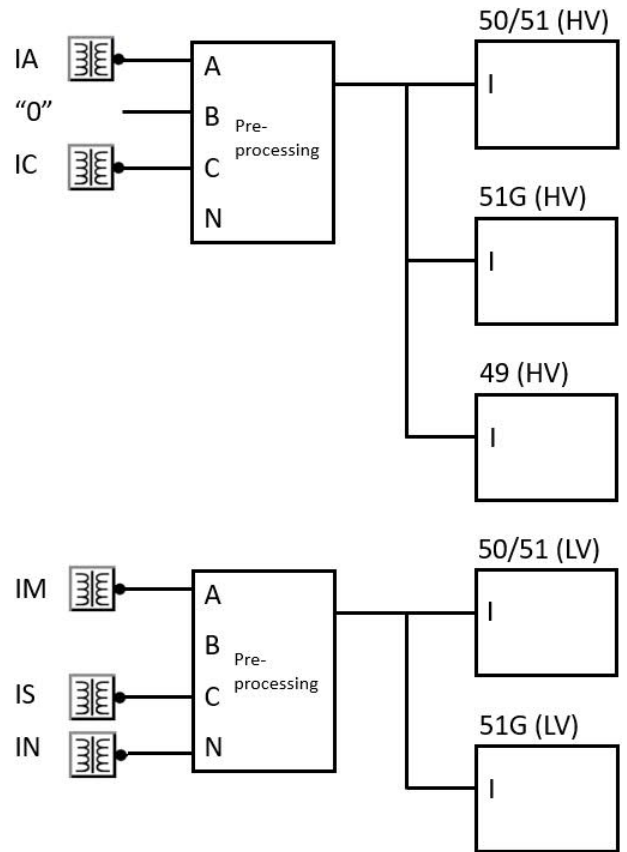 50/51 (HV)
IA
A
I
“0”
B
Pre-
processing
IC
C
N
51G (HV)
I
49 (HV)
I
50/51 (LV)
IM
A
I
B
Pre-
processing
IS
C
IN
N
51G (LV)
I